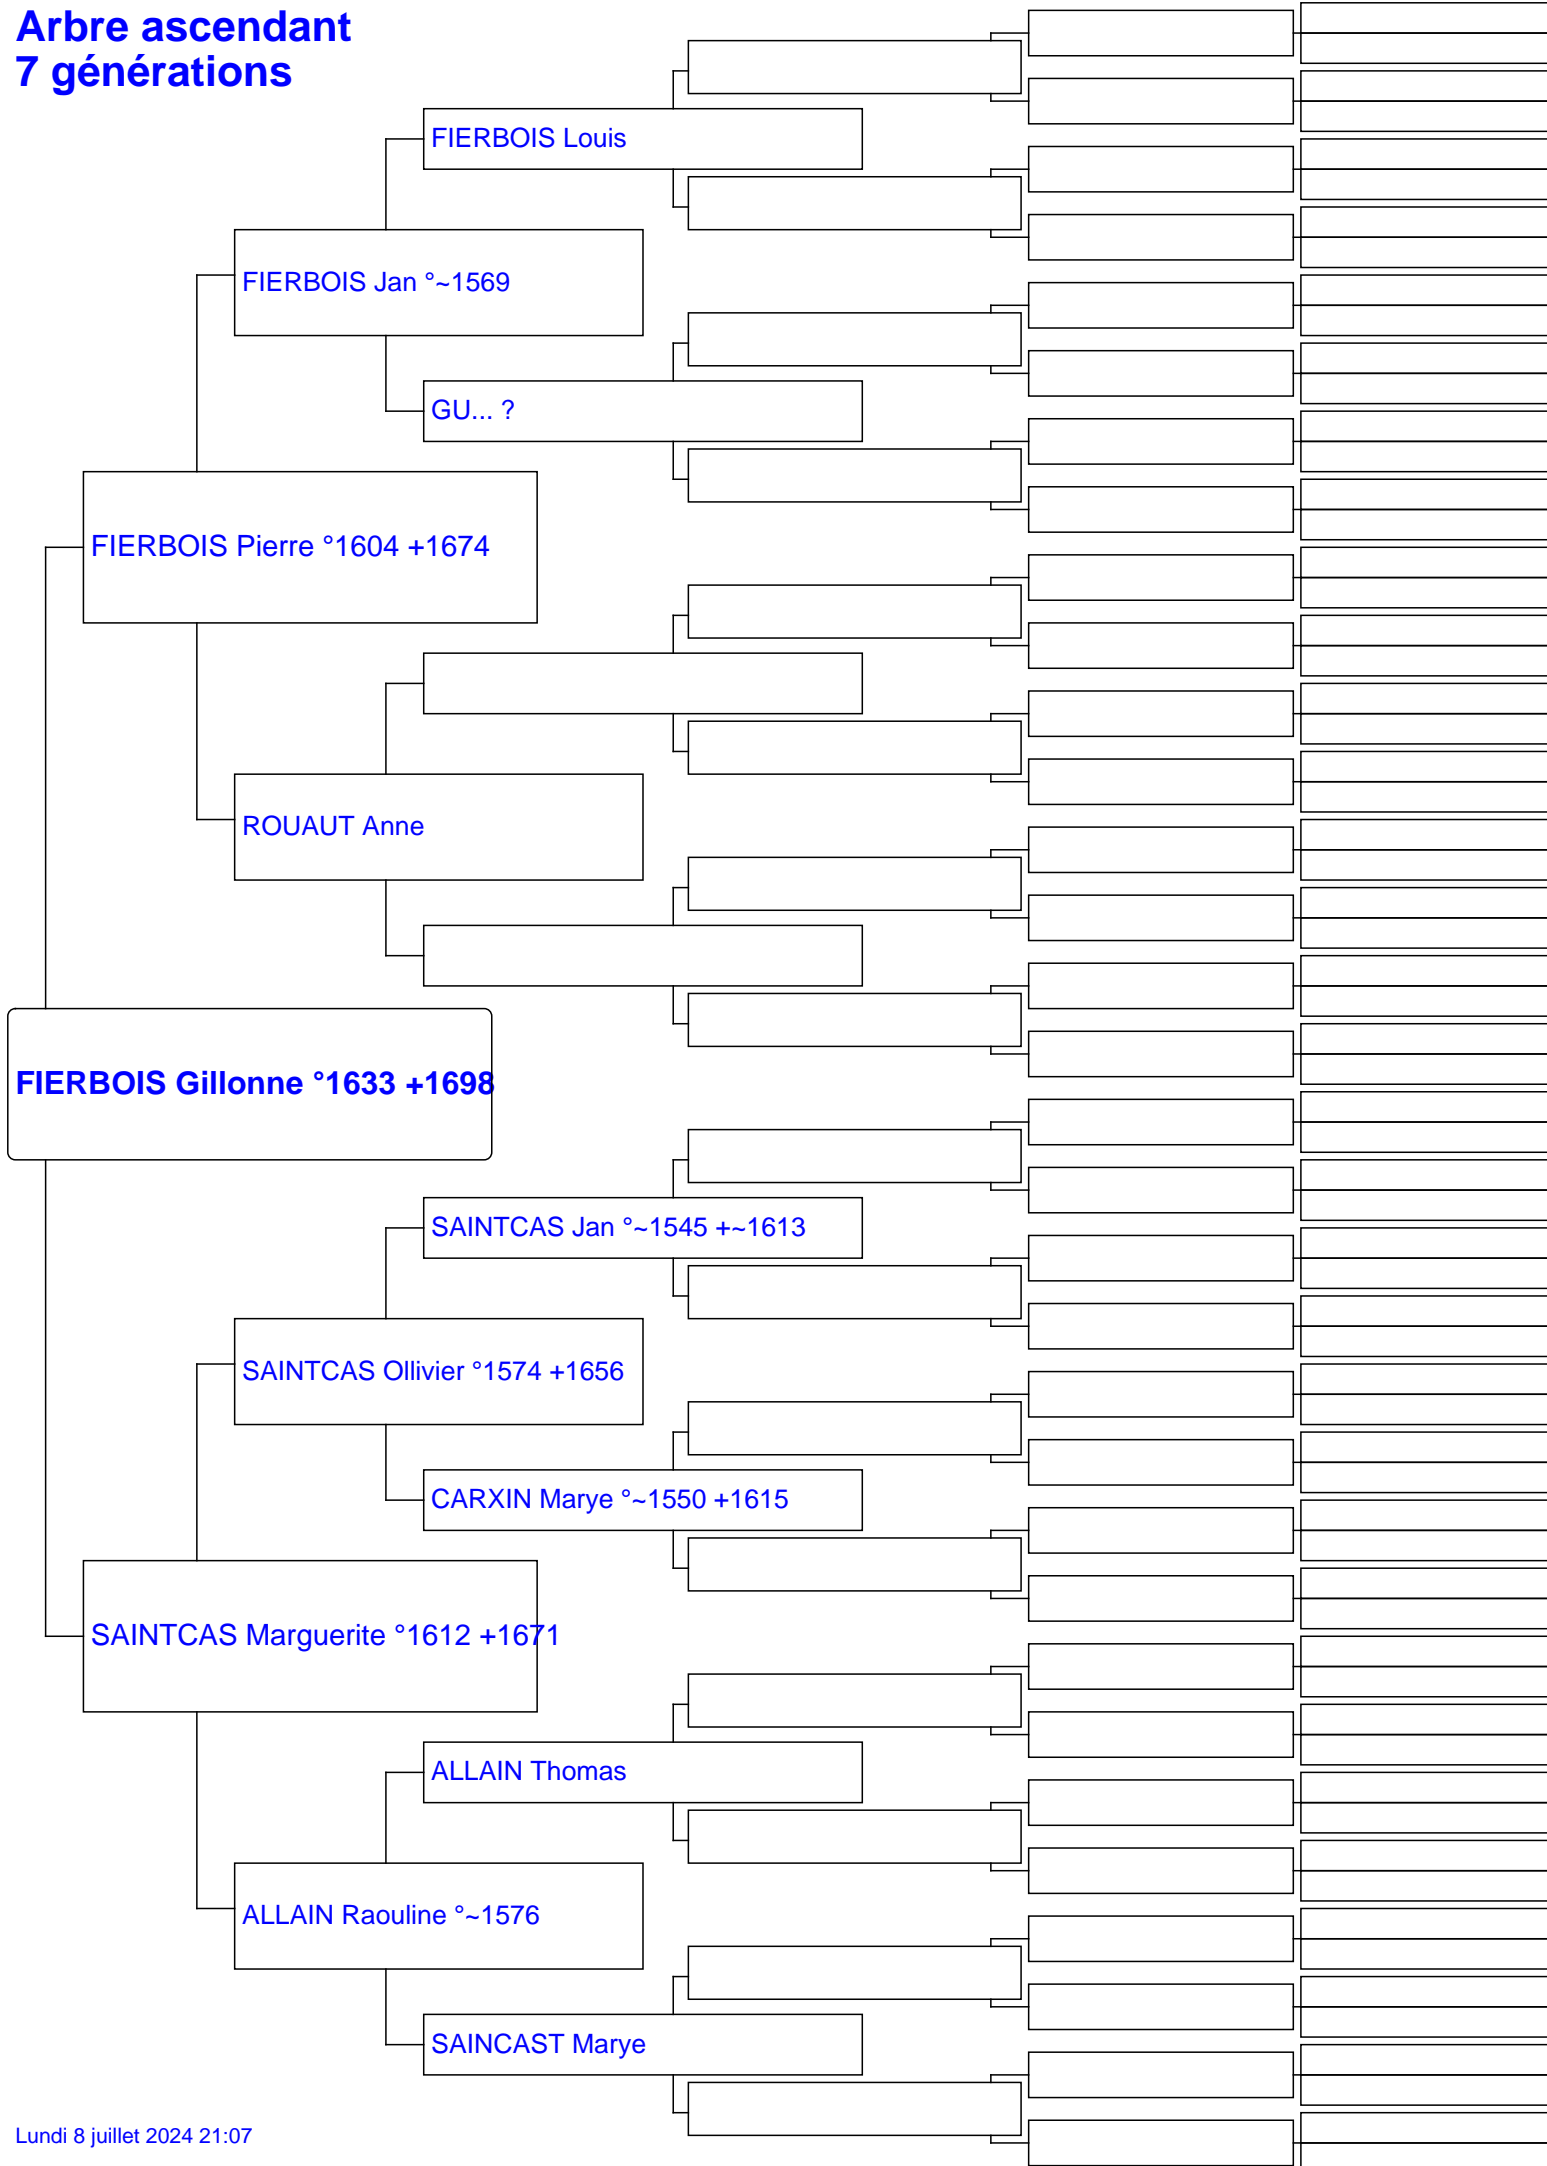 Arbre ascendant
7 générations
FIERBOIS Louis
FIERBOIS Jan °~1569
GU... ?
FIERBOIS Pierre °1604 +1674
ROUAUT Anne
FIERBOIS Gillonne °1633 +1698
SAINTCAS Jan °~1545 +~1613
SAINTCAS Ollivier °1574 +1656
CARXIN Marye °~1550 +1615
SAINTCAS Marguerite °1612 +1671
ALLAIN Thomas
ALLAIN Raouline °~1576
SAINCAST Marye
Lundi 8 juillet 2024 21:07